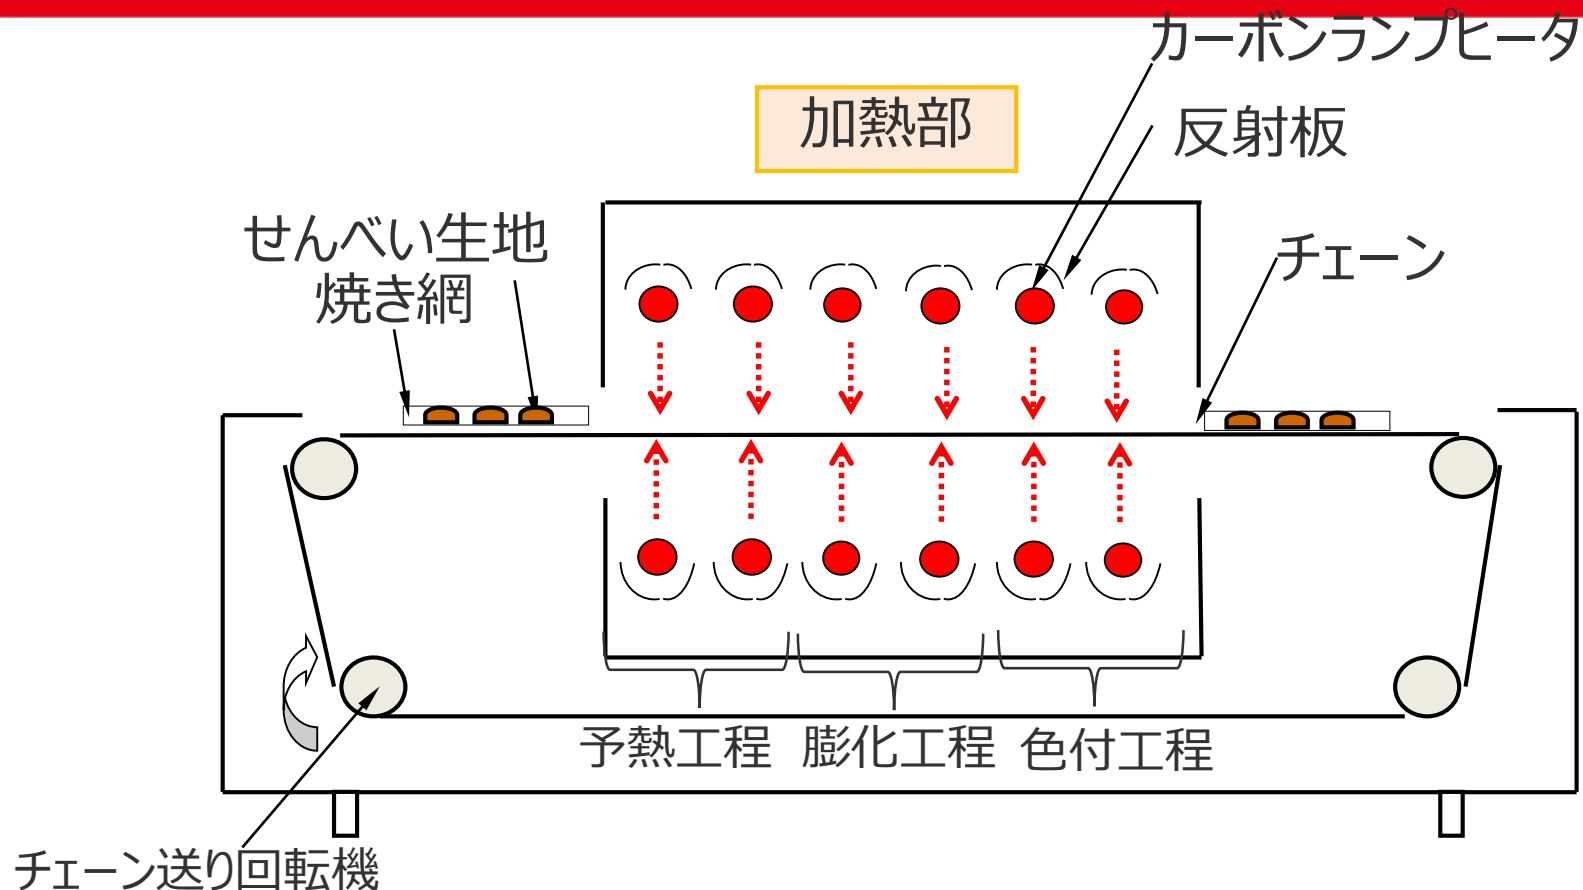 カーボンランプヒータ
加熱部
反射板
せんべい生地
焼き網
チェーン
予熱工程
膨化工程
色付工程
チェーン送り回転機